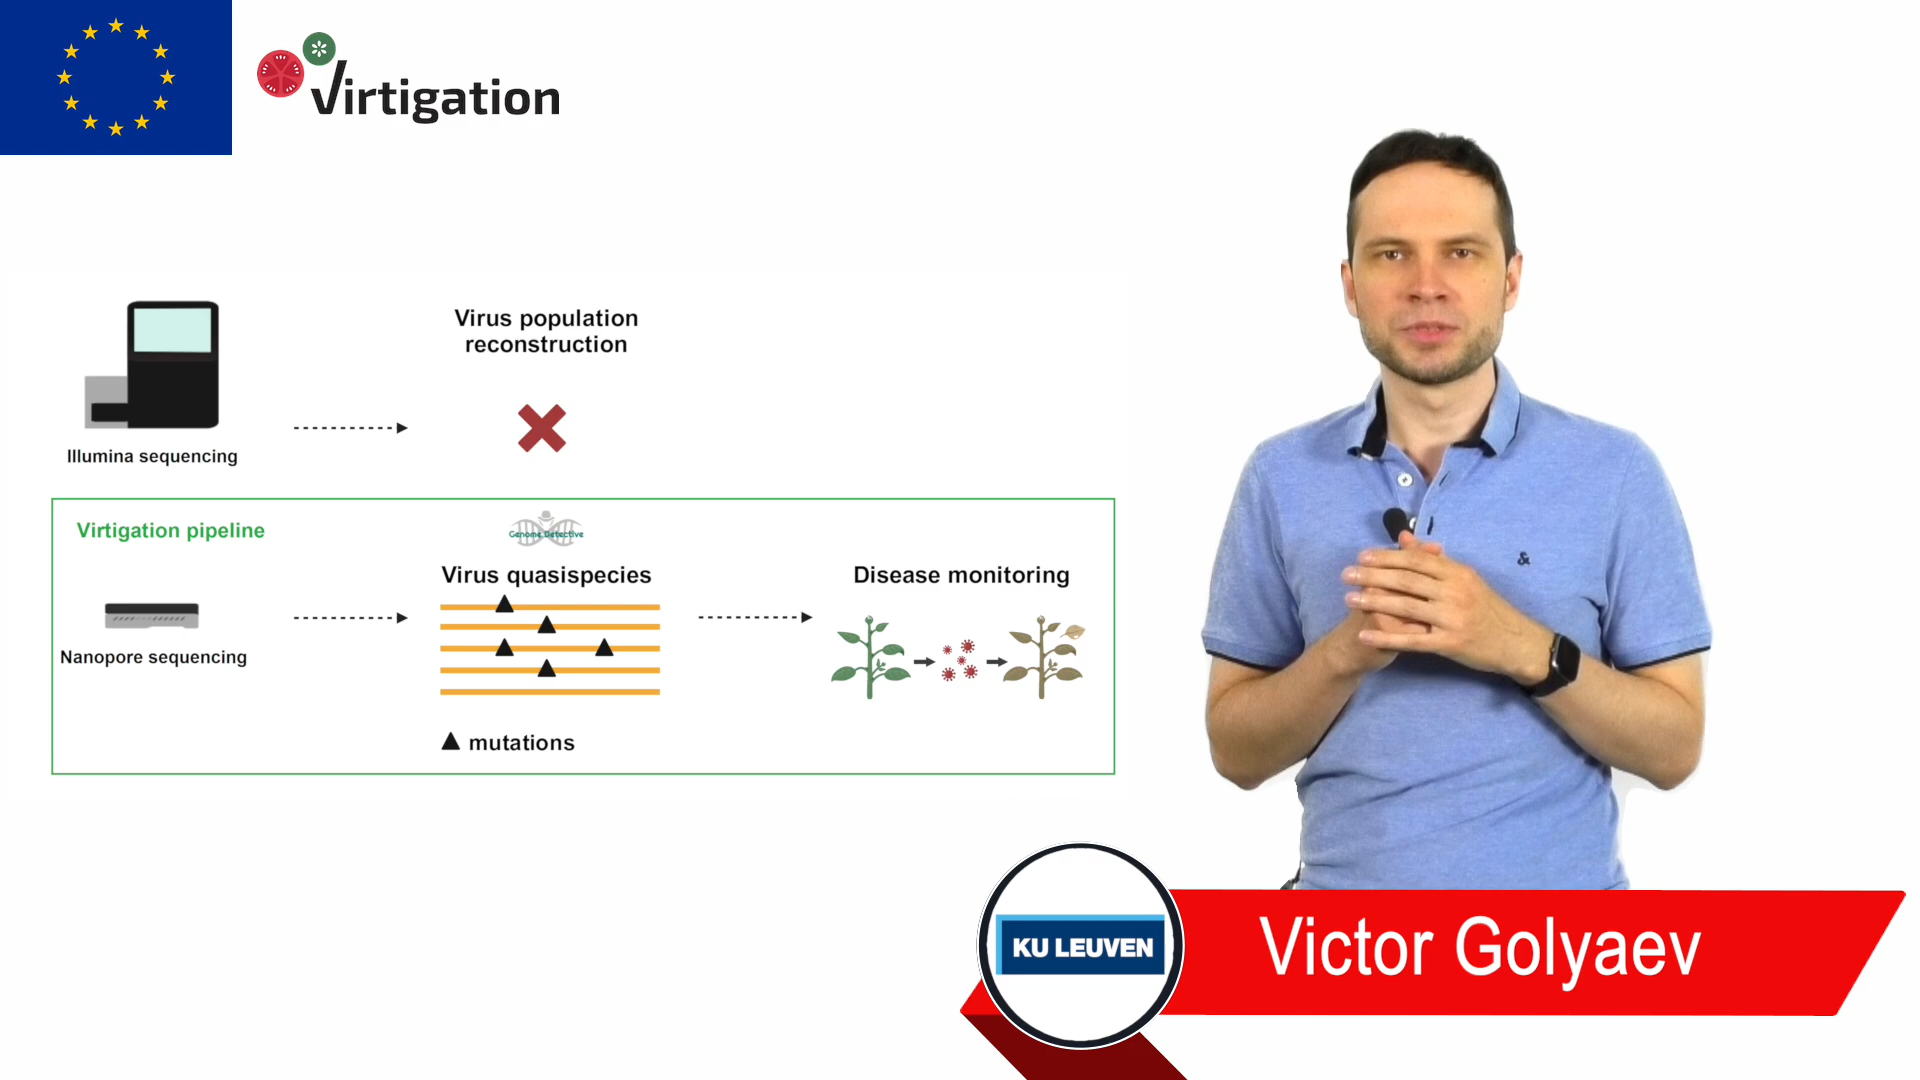 Virtigation
Virus population
reconstruction
Illumina sequencing
Virtigation pipeline
Genome Detective
Virus quasispecies
Disease monitoring
Nanopore sequencing
mutations
&
KU LEUVEN
Victor Golyaev